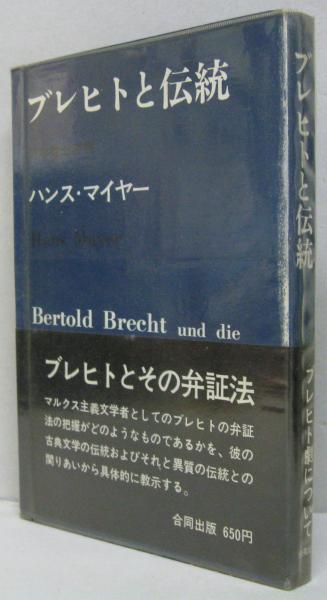 ブレヒトと伝統
ハンス・マイヤー
Hans Mayer
Bertold Brecht und die
ブレヒトとその弁証法
マルクス主義文学者としてのブレヒトの弁証
法の把握がどのようなものであるかを、彼の
古典文学の伝統およびそれと異質の伝統との
関りあいから具体的に教示する。
合同出版 650円
ブレヒトと伝統
ブレヒト劇について